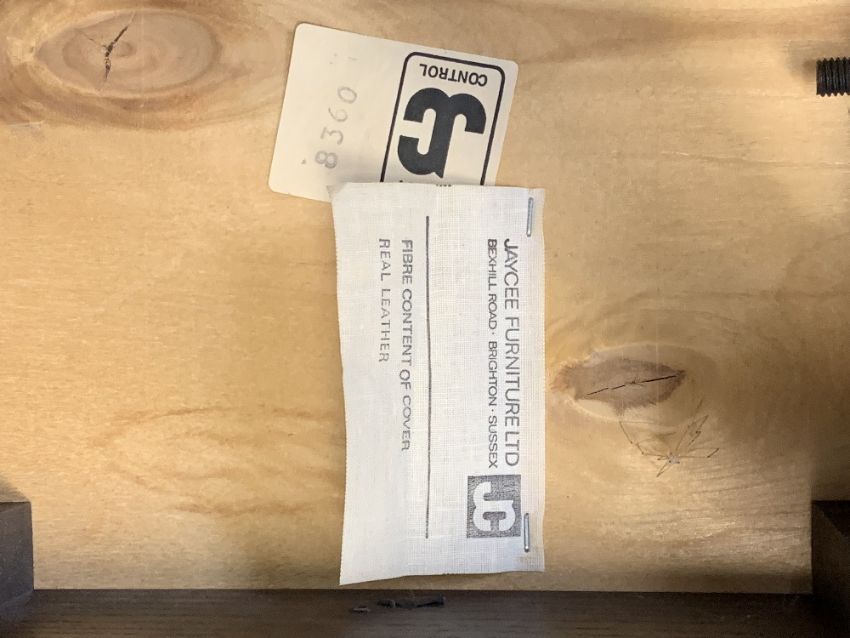 CONTROL
JC
8360
JAYCEE FURNITURE LTD
BEXHILL ROAD · BRIGHTON · SUSSEX
JC
FIBRE CONTENT OF COVER
REAL LEATHER